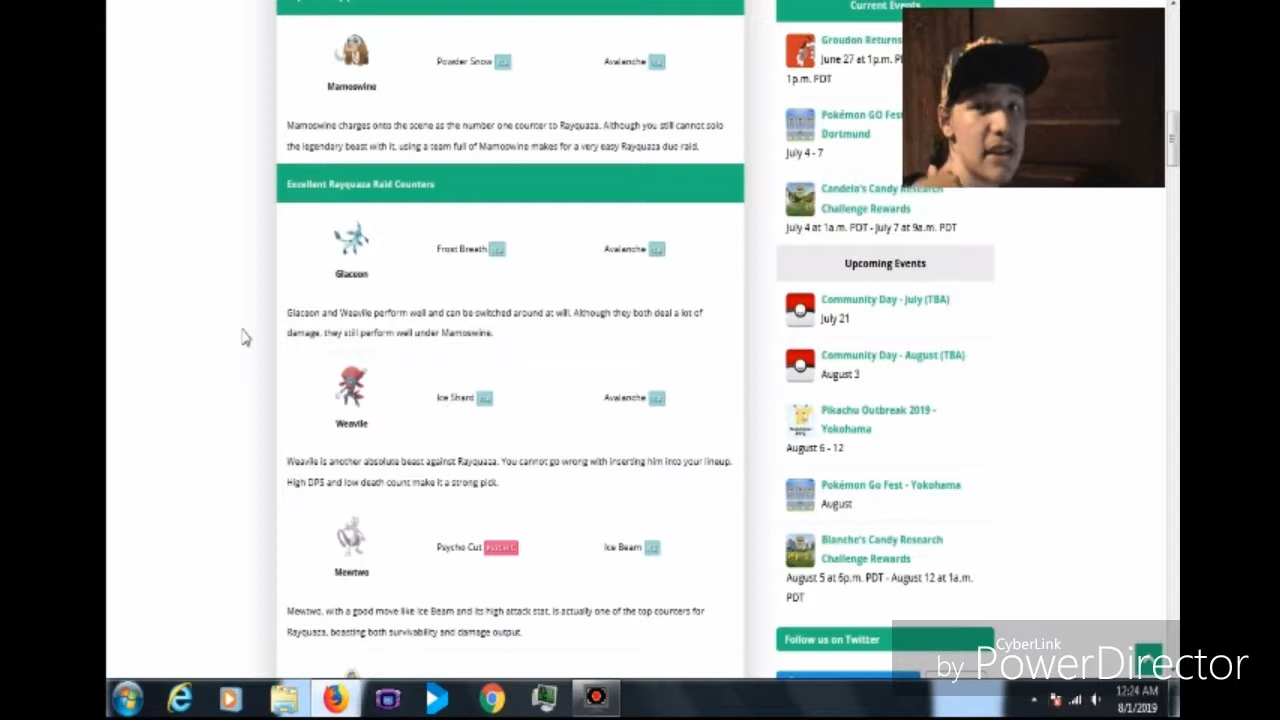 Current Events
Powder Snow
Avalanche
Mamoswine
Mamoswine charges onto the scene as the number one counter to Rayquaza. Although you still cannot solo
the legendary beast with it, using a team full of Mamoswine makes for a very easy Rayquaza duo raid.
Excellent Rayquaza Raid Counters
Frost Breath
Avalanche
Glaceon
Glaceon and Weavile perform well and can be switched around at will. Although they both deal a lot of
damage, they still perform well under Mamoswine.
Ice Shard
Avalanche
Weavile
Weavile is another absolute beast against Rayquaza. You cannot go wrong with inserting him into your lineup.
High DPS and low death count make it a strong pick.
Psycho Cut PSYCHIC
Ice Beam
Mewtwo
Mewtwo, with a good move like Ice Beam and its high attack stat, is actually one of the top counters for
Rayquaza, boasting both survivability and damage output.
Groudon Returns
June 27 at 1p.m.
1p.m. PDT
Pokémon GO
Dortmund
July 4 - 7
Candela's Candy Research
Challenge Rewards
July 4 at 1a.m. PDT - July 7 at 9a.m. PDT
Upcoming Events
Community Day - July (TBA)
July 21
Community Day - August (TBA)
August 3
Pikachu Outbreak 2019 -
Yokohama
August 6 - 12
Pokémon Go Fest - Yokohama
August
Blanche's Candy Research
Challenge Rewards
August 5 at 6p.m. PDT - August 12 at 1a.m.
PDT
Follow us on Twitter
CyberLink
by PowerDirector
12:24 AM
8/1/2019